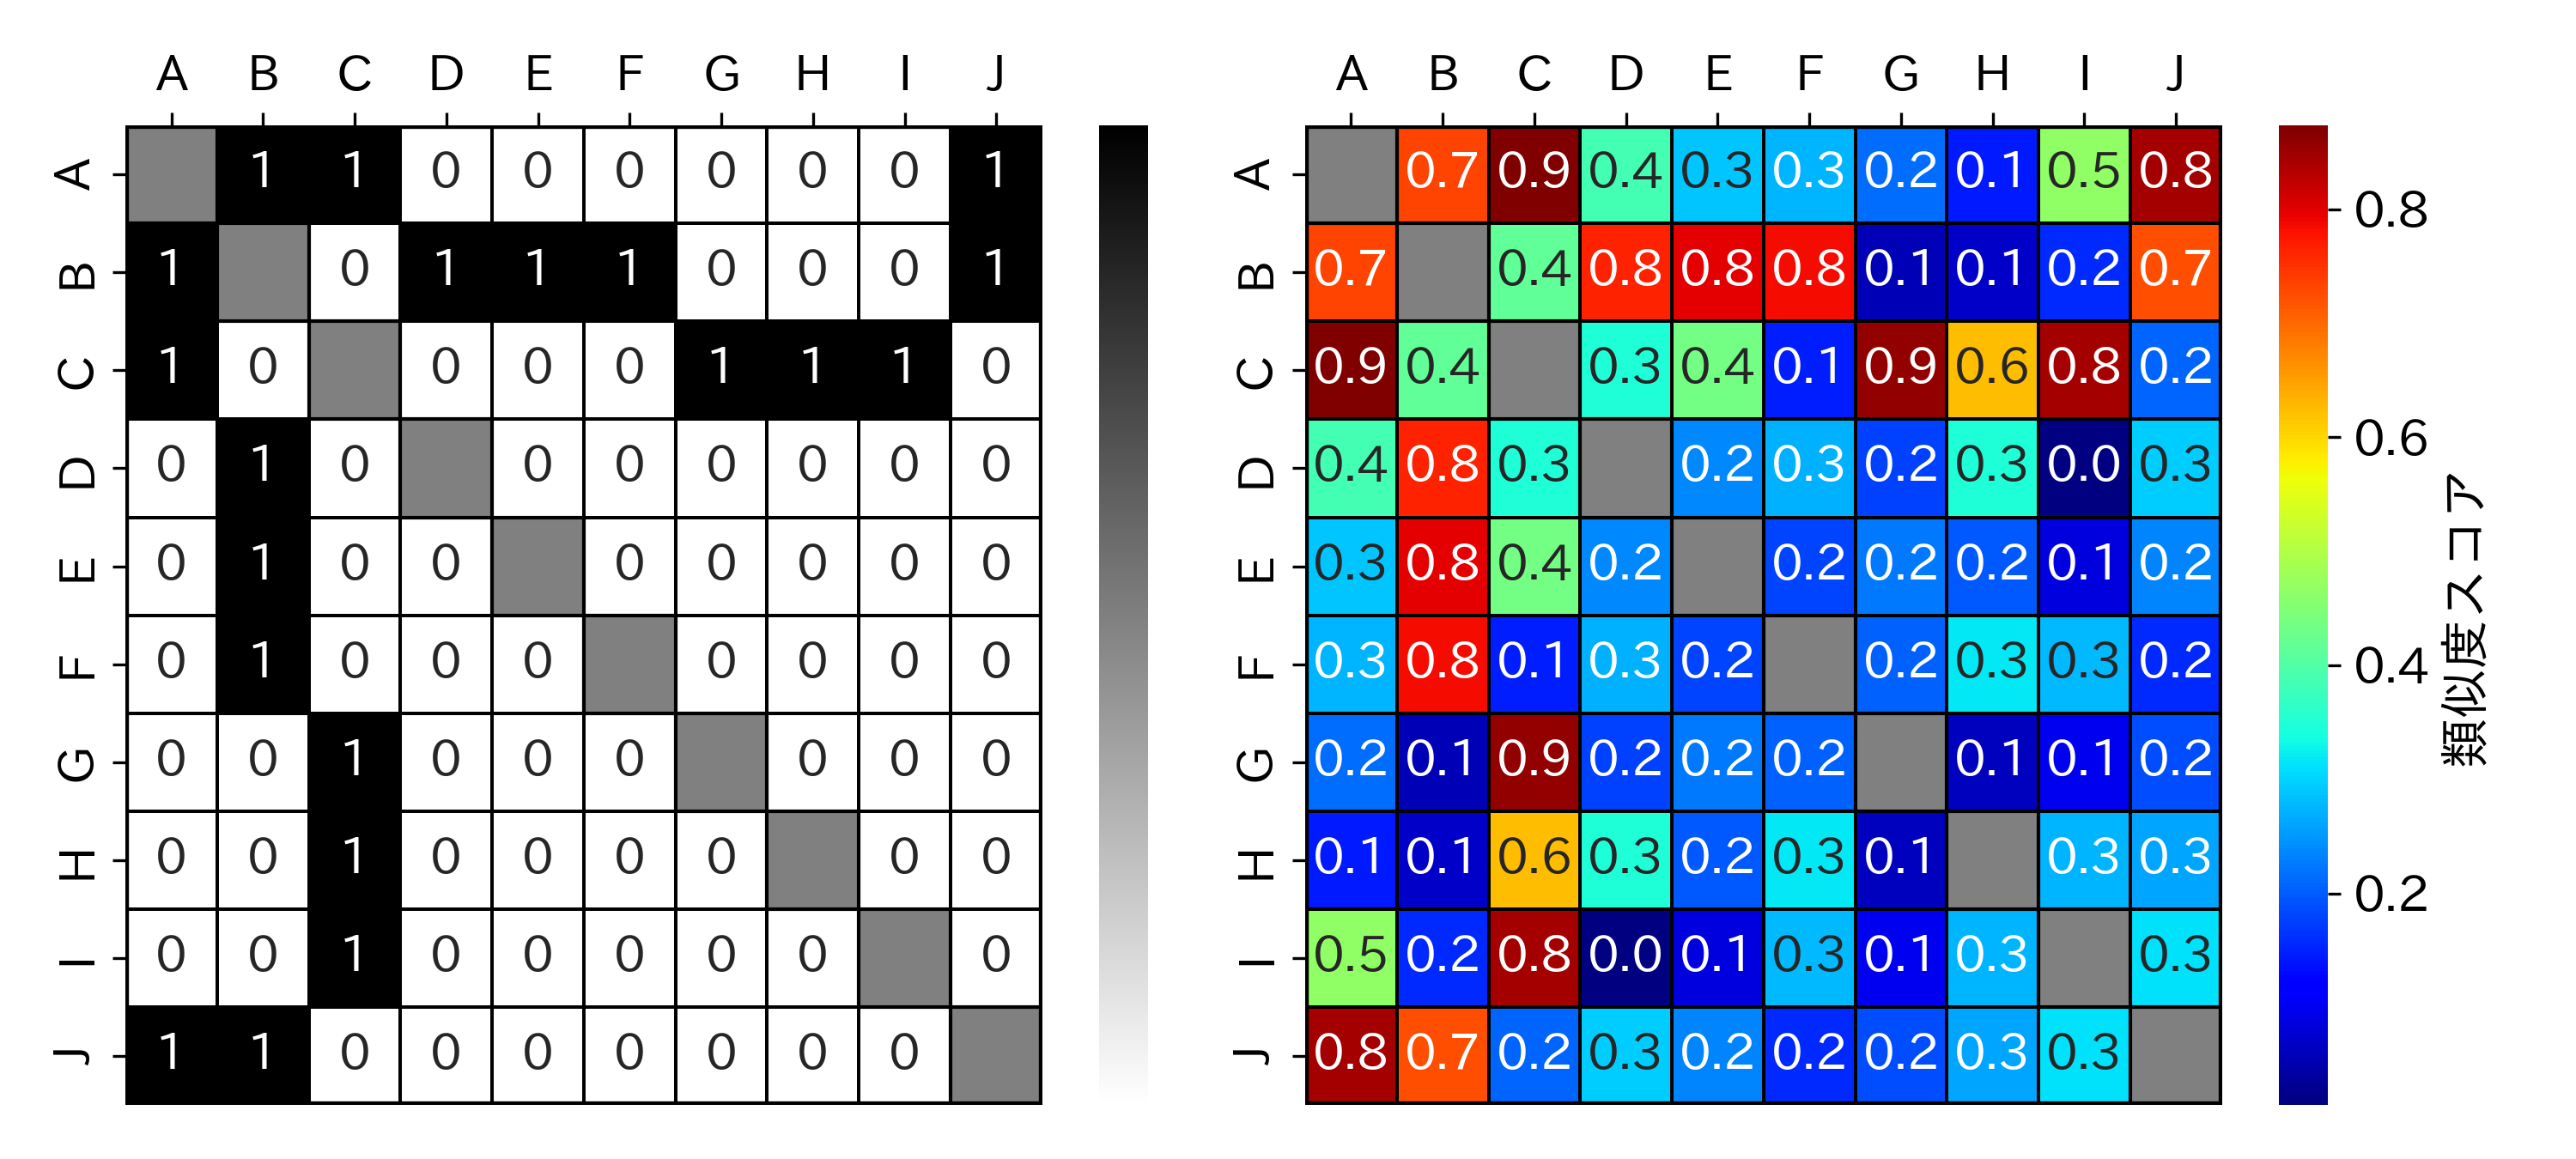 A B C D E F G H I J
A 1 1 0 0 0 0 0 0 1
B 1 0 1 1 1 0 0 0 1
C 1 0 0 0 0 1 1 1 0
D 0 1 0 0 0 0 0 0 0
E 0 1 0 0 0 0 0 0 0
F 0 1 0 0 0 0 0 0 0
G 0 0 1 0 0 0 0 0 0
H 0 0 1 0 0 0 0 0 0
I 0 0 1 0 0 0 0 0 0
J 1 1 0 0 0 0 0 0 0
A B C D E F G H I J
A 0.7 0.9 0.4 0.3 0.3 0.2 0.1 0.5 0.8
B 0.7 0.4 0.8 0.8 0.8 0.1 0.1 0.2 0.7
C 0.9 0.4 0.3 0.4 0.1 0.9 0.6 0.8 0.2
D 0.4 0.8 0.3 0.2 0.3 0.2 0.3 0.0 0.3
E 0.3 0.8 0.4 0.2 0.2 0.2 0.2 0.1 0.2
F 0.3 0.8 0.1 0.3 0.2 0.2 0.3 0.3 0.2
G 0.2 0.1 0.9 0.2 0.2 0.2 0.1 0.1 0.2
H 0.1 0.1 0.6 0.3 0.2 0.3 0.1 0.3 0.3
I 0.5 0.2 0.8 0.0 0.1 0.3 0.1 0.3 0.3
J 0.8 0.7 0.2 0.3 0.2 0.2 0.2 0.3 0.3
0.8
0.6
0.4
0.2
類似度スコア